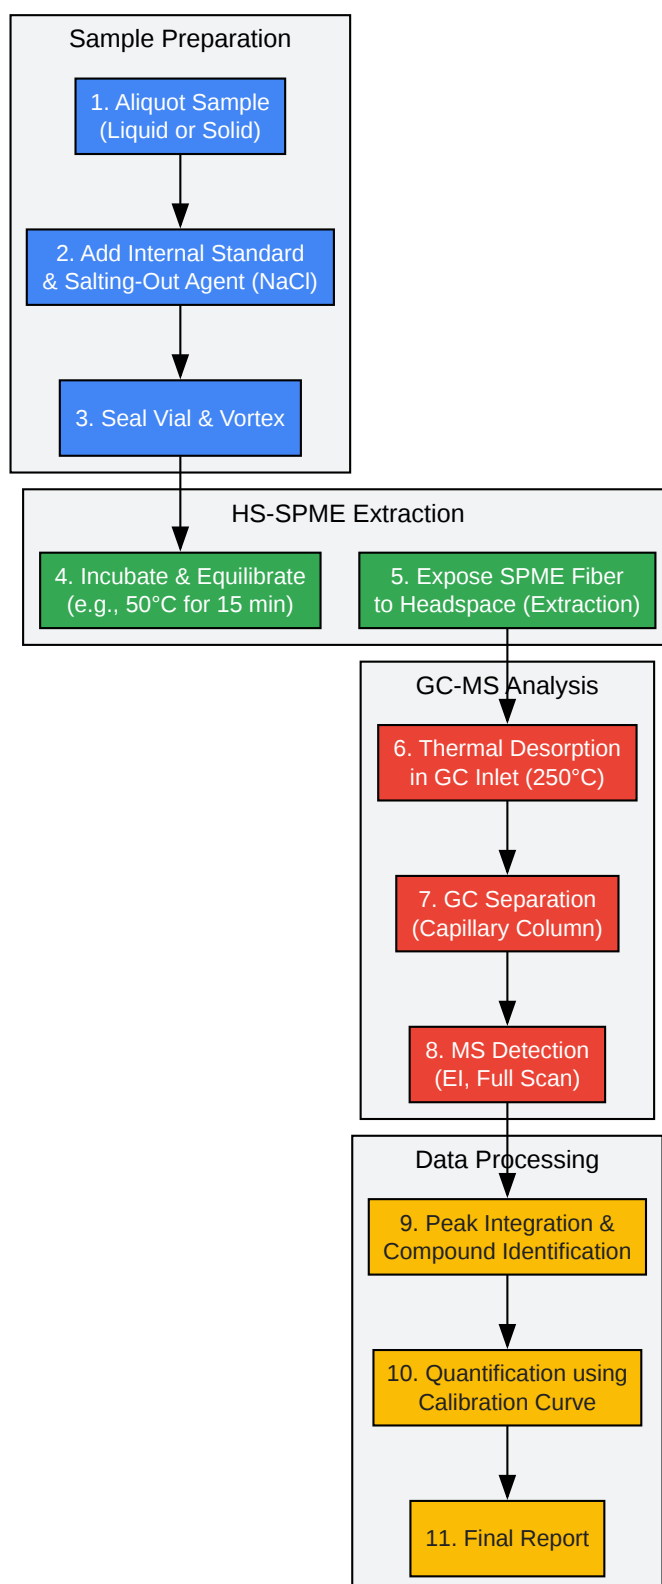 Sample Preparation
1. Aliquot Sample
(Liquid or Solid)
2. Add Internal Standard
& Salting-Out Agent (NaCl)
3. Seal Vial & Vortex
HS-SPME Extraction
4. Incubate & Equilibrate
(e.g., 50°C for 15 min)
5. Expose SPME Fiber
to Headspace (Extraction)
GC-MS Analysis
6. Thermal Desorption
in GC Inlet (250°C)
7. GC Separation
(Capillary Column)
8. MS Detection
(EI, Full Scan)
Data Processing
9. Peak Integration &
Compound Identification
10. Quantification using
Calibration Curve
11. Final Report